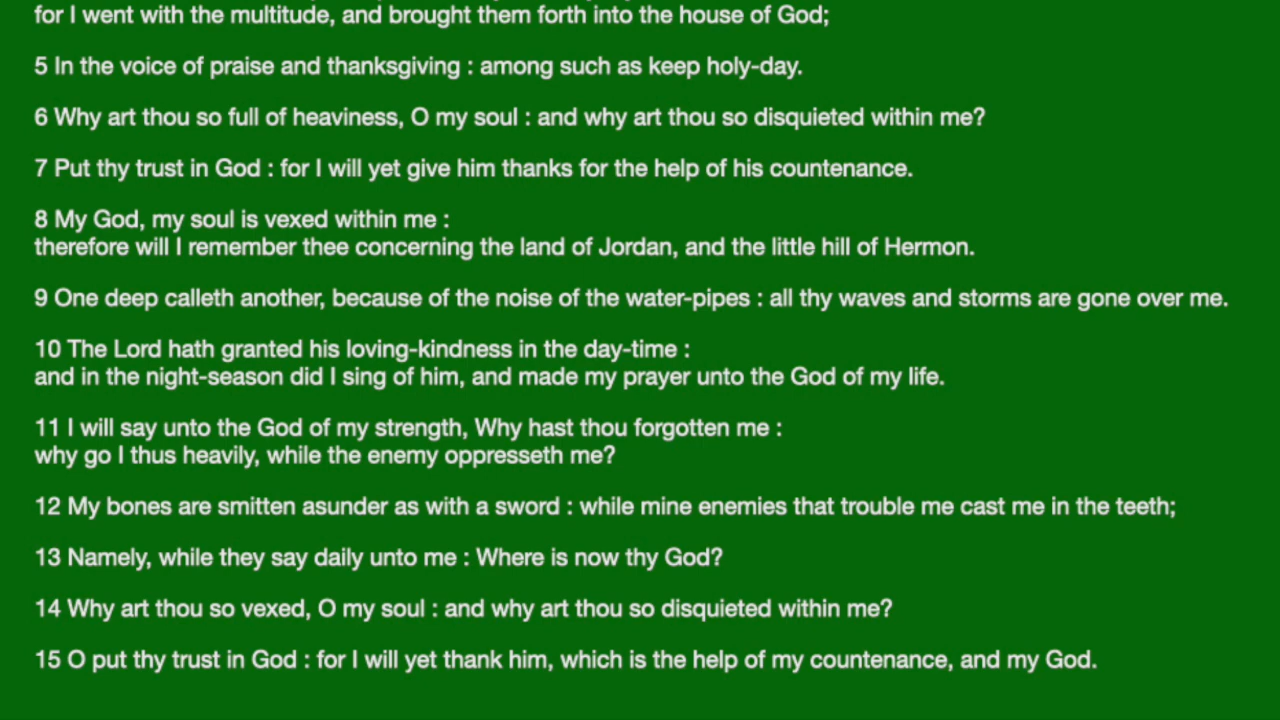 for I went with the multitude, and brought them forth into the house of God;
5 In the voice of praise and thanksgiving : among such as keep holy-day.
6 Why art thou so full of heaviness, O my soul : and why art thou so disquieted within me?
7 Put thy trust in God : for I will yet give him thanks for the help of his countenance.
8 My God, my soul is vexed within me :
therefore will I remember thee concerning the land of Jordan, and the little hill of Hermon.
9 One deep calleth another, because of the noise of the water-pipes : all thy waves and storms are gone over me.
10 The Lord hath granted his loving-kindness in the day-time :
and in the night-season did I sing of him, and made my prayer unto the God of my life.
11 I will say unto the God of my strength, Why hast thou forgotten me :
why go I thus heavily, while the enemy oppresseth me?
12 My bones are smitten asunder as with a sword : while mine enemies that trouble me cast me in the teeth;
13 Namely, while they say daily unto me : Where is now thy God?
14 Why art thou so vexed, O my soul : and why art thou so disquieted within me?
15 O put thy trust in God : for I will yet thank him, which is the help of my countenance, and my God.